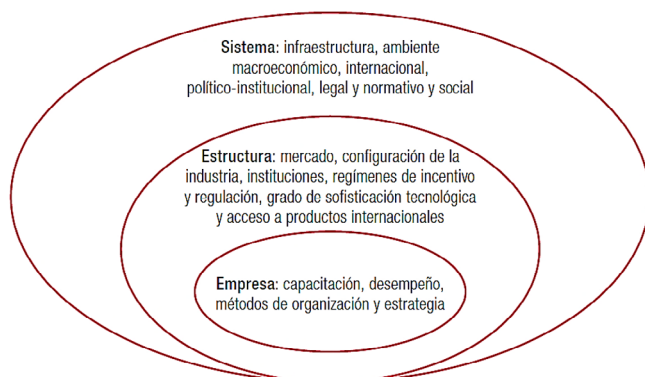 Sistema: infraestructura, ambiente
macroeconómico, internacional,
político-institucional, legal y normativo y social
Estructura: mercado, configuración de la
industria, instituciones, regímenes de incentivo
y regulación, grado de sofisticación tecnológica
y acceso a productos internacionales
Empresa: capacitación, desempeño,
métodos de organización y estrategia